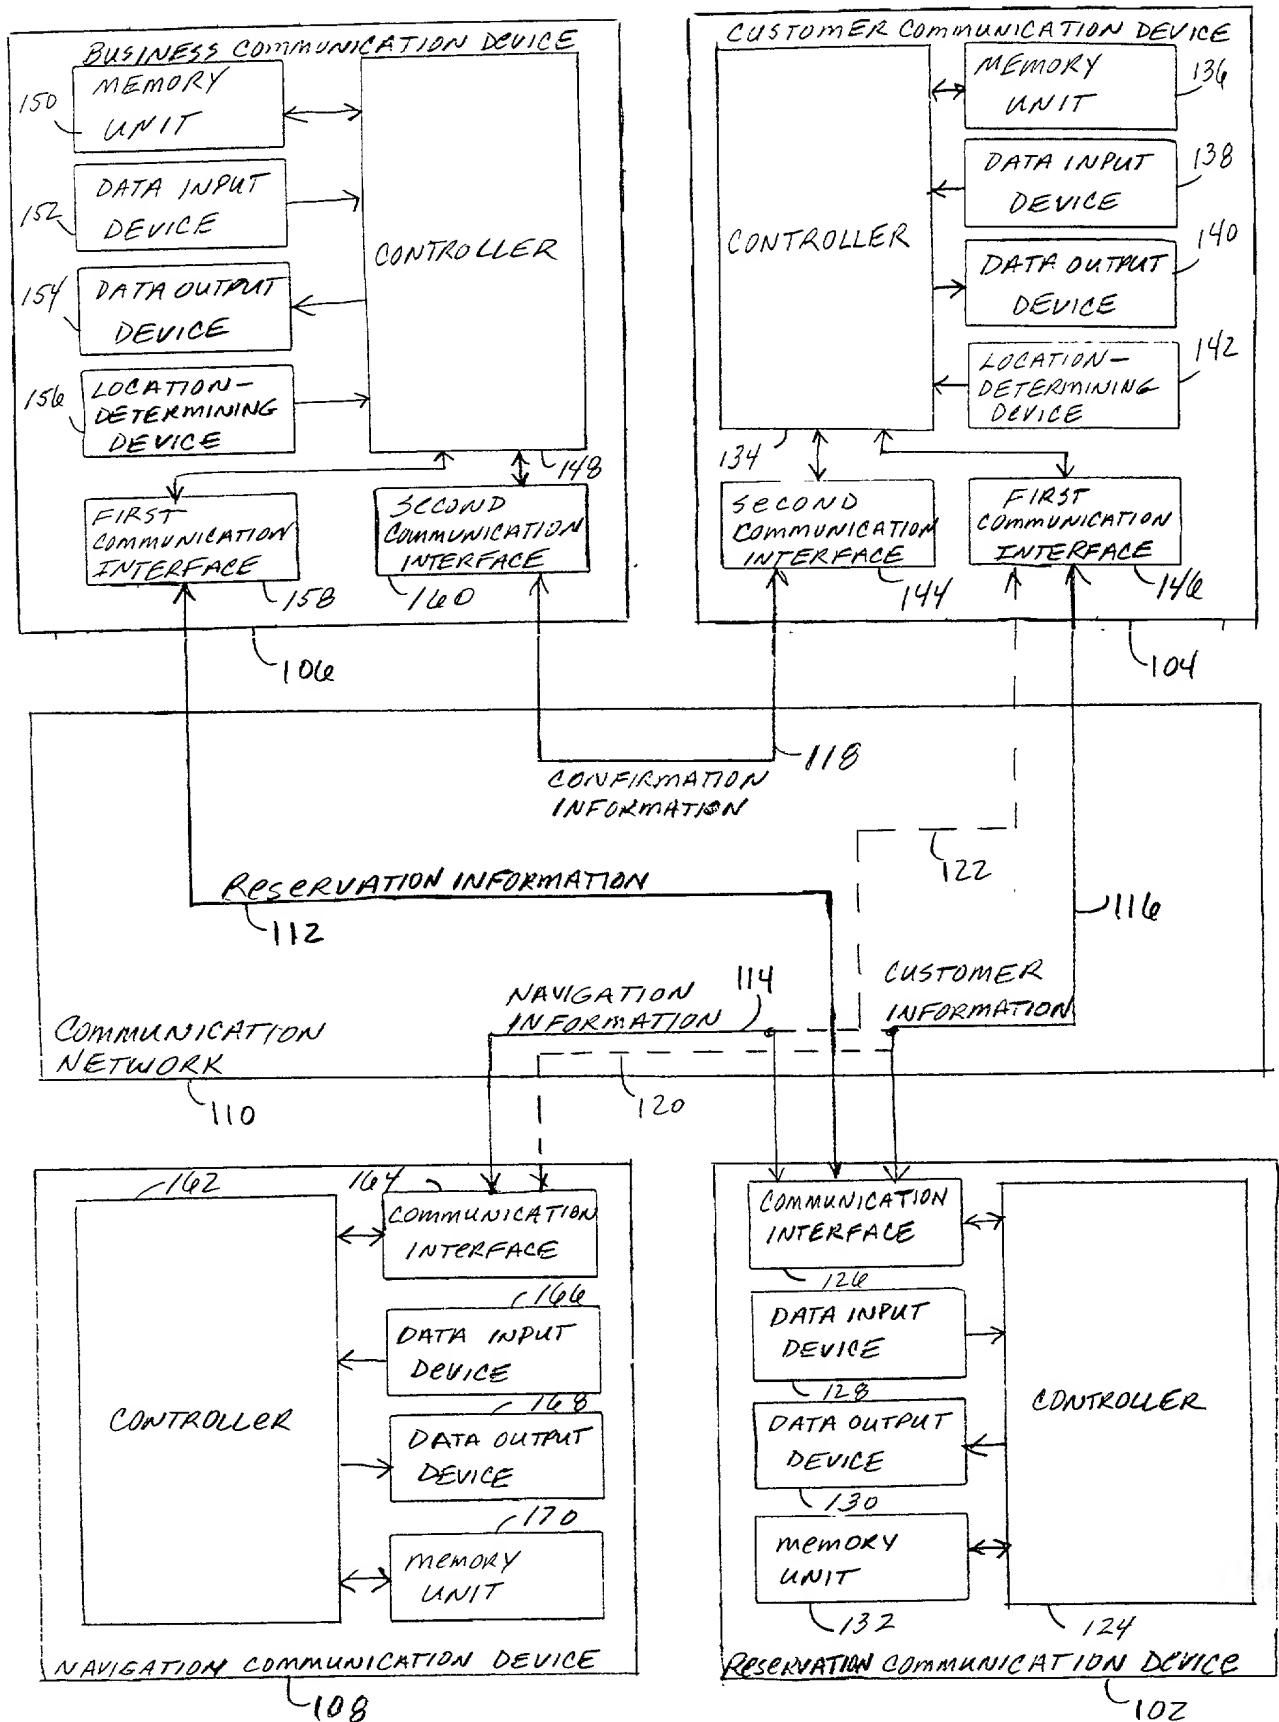 BUSINESS COMMUNICATION DEVICE
150
MEMORY
UNIT
152
DATA INPUT
DEVICE
154
DATA OUTPUT
DEVICE
156
LOCATION-
DETERMINING
DEVICE
CONTROLLER
148
FIRST
COMMUNICATION
INTERFACE
158
SECOND
COMMUNICATION
INTERFACE
160
106
CUSTOMER COMMUNICATION DEVICE
MEMORY
UNIT
136
DATA INPUT
DEVICE
138
DATA OUTPUT
DEVICE
140
LOCATION-
DETERMINING
DEVICE
142
CONTROLLER
134
SECOND
COMMUNICATION
INTERFACE
144
FIRST
COMMUNICATION
INTERFACE
146
104
118
CONFIRMATION
INFORMATION
122
RESERVATION INFORMATION
112
116
NAVIGATION
INFORMATION
114
CUSTOMER
INFORMATION
COMMUNICATION
NETWORK
110
120
162
164
COMMUNICATION
INTERFACE
166
DATA INPUT
DEVICE
168
CONTROLLER
DATA OUTPUT
DEVICE
170
MEMORY
UNIT
NAVIGATION COMMUNICATION DEVICE
108
COMMUNICATION
INTERFACE
126
DATA INPUT
DEVICE
128
CONTROLLER
DATA OUTPUT
DEVICE
130
MEMORY
UNIT
132
124
RESERVATION COMMUNICATION DEVICE
102